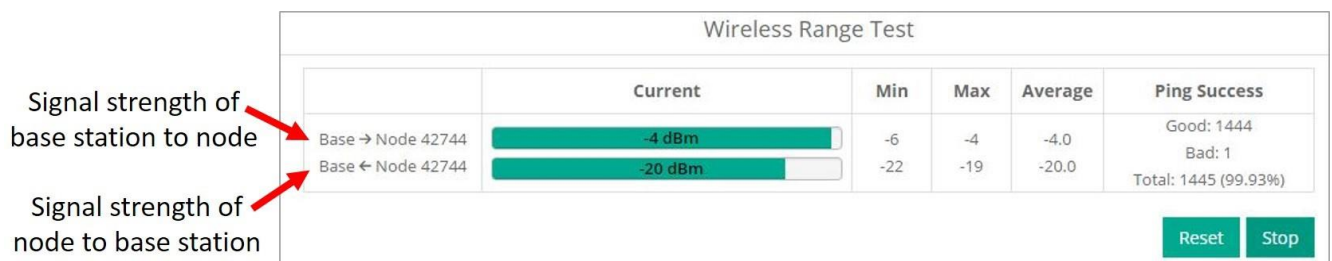 Wireless Range Test
Current Min Max Average Ping Success
Signal strength of
base station to node
Base → Node 42744 -4 dBm -6 -4 -4.0 Good: 1444
Bad: 1
Base ← Node 42744 -20 dBm -22 -19 -20.0 Total: 1445 (99.93%)
Signal strength of
node to base station
Reset Stop